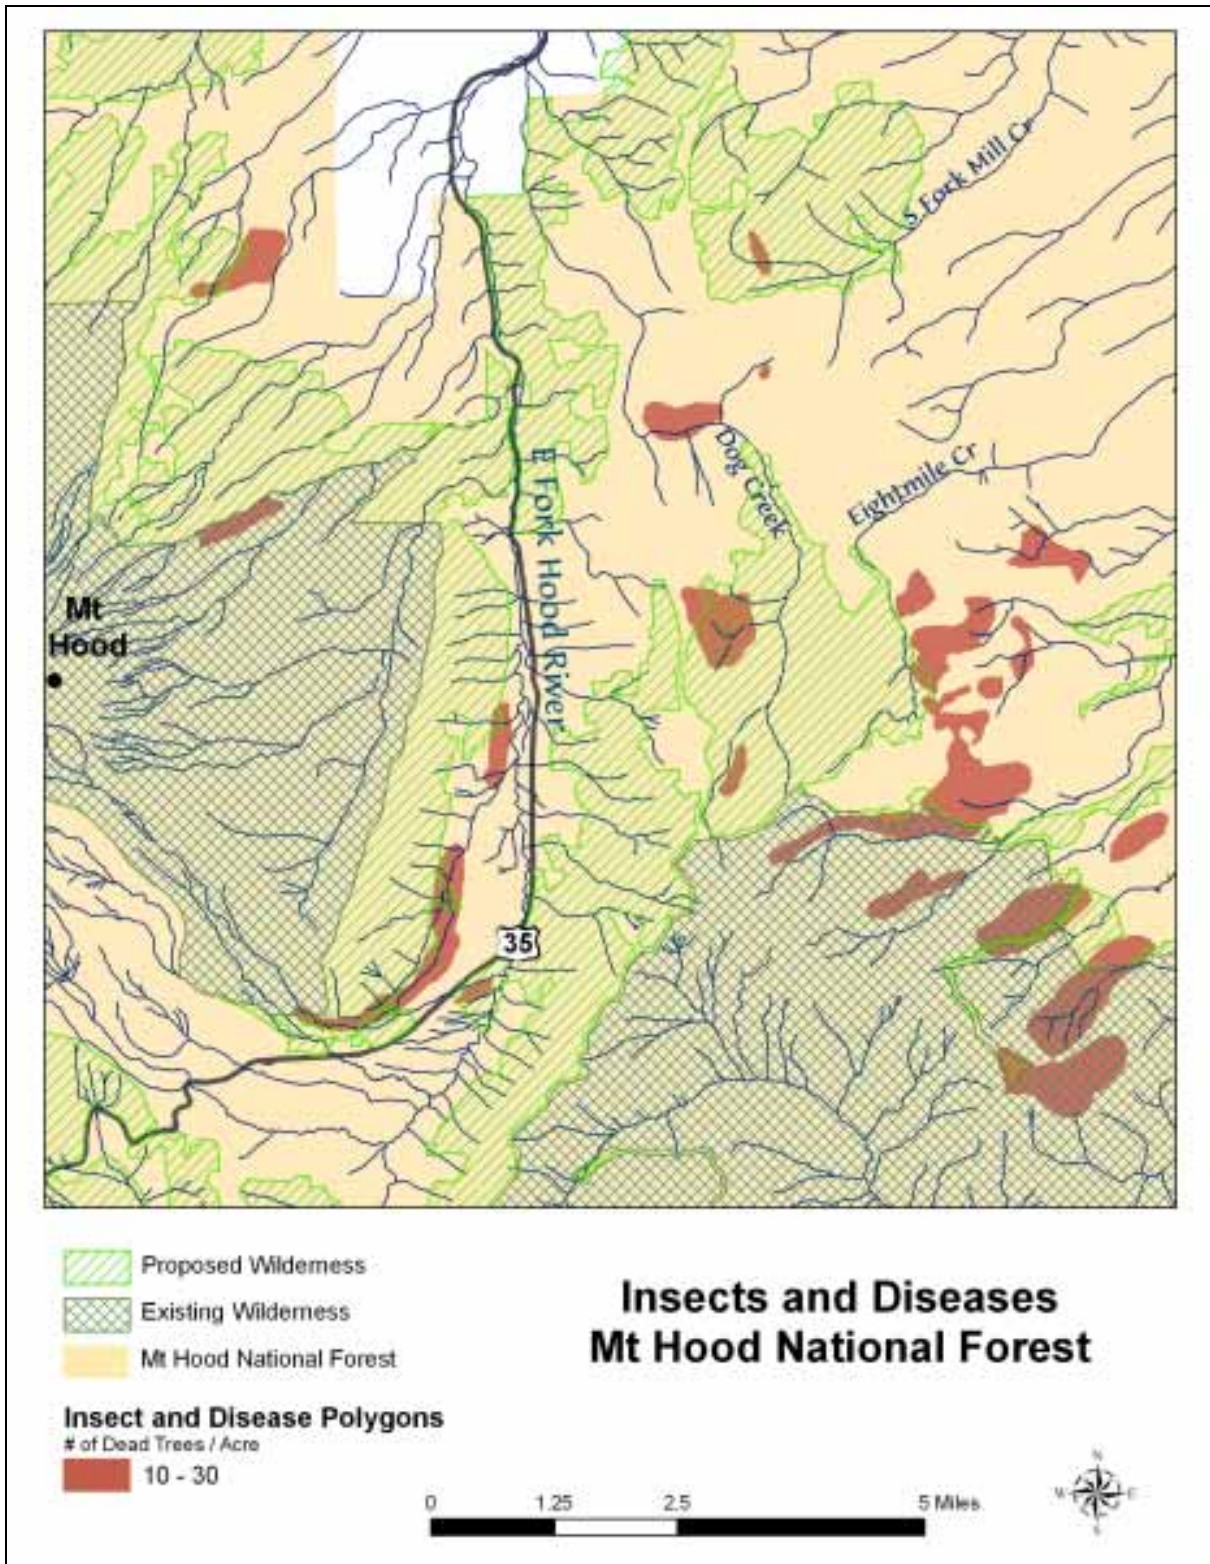 S Fork Mill Cr
Dog Creek
Eightmile Cr
E Fork Hood River
Mt
Hood
35
Proposed Wilderness
Existing Wilderness
Mt Hood National Forest
Insects and Diseases
Mt Hood National Forest
Insect and Disease Polygons
# of Dead Trees / Acre
10 - 30
0 1.25 2.5 5 Miles
N
W E
S